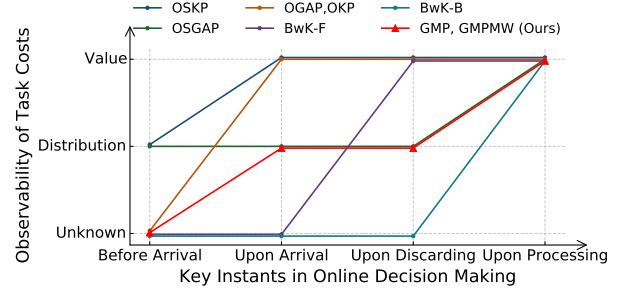 OSKP OGAP,OKP BwK-B
OSGAP BwK-F GMP, GMPMW (Ours)
Observability of Task Costs
Value
Distribution
Unknown
Before Arrival Upon Arrival Upon Discarding Upon Processing
Key Instants in Online Decision Making